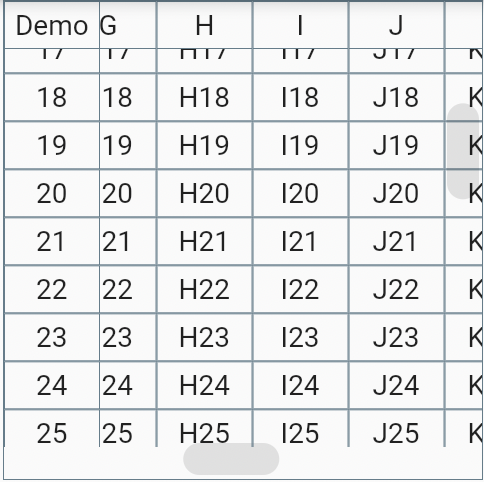 Demo G H I J
17 17 H17 I17 J17 K
18 18 H18 I18 J18 K
19 19 H19 I19 J19 K
20 20 H20 I20 J20 K
21 21 H21 I21 J21 K
22 22 H22 I22 J22 K
23 23 H23 I23 J23 K
24 24 H24 I24 J24 K
25 25 H25 I25 J25 K